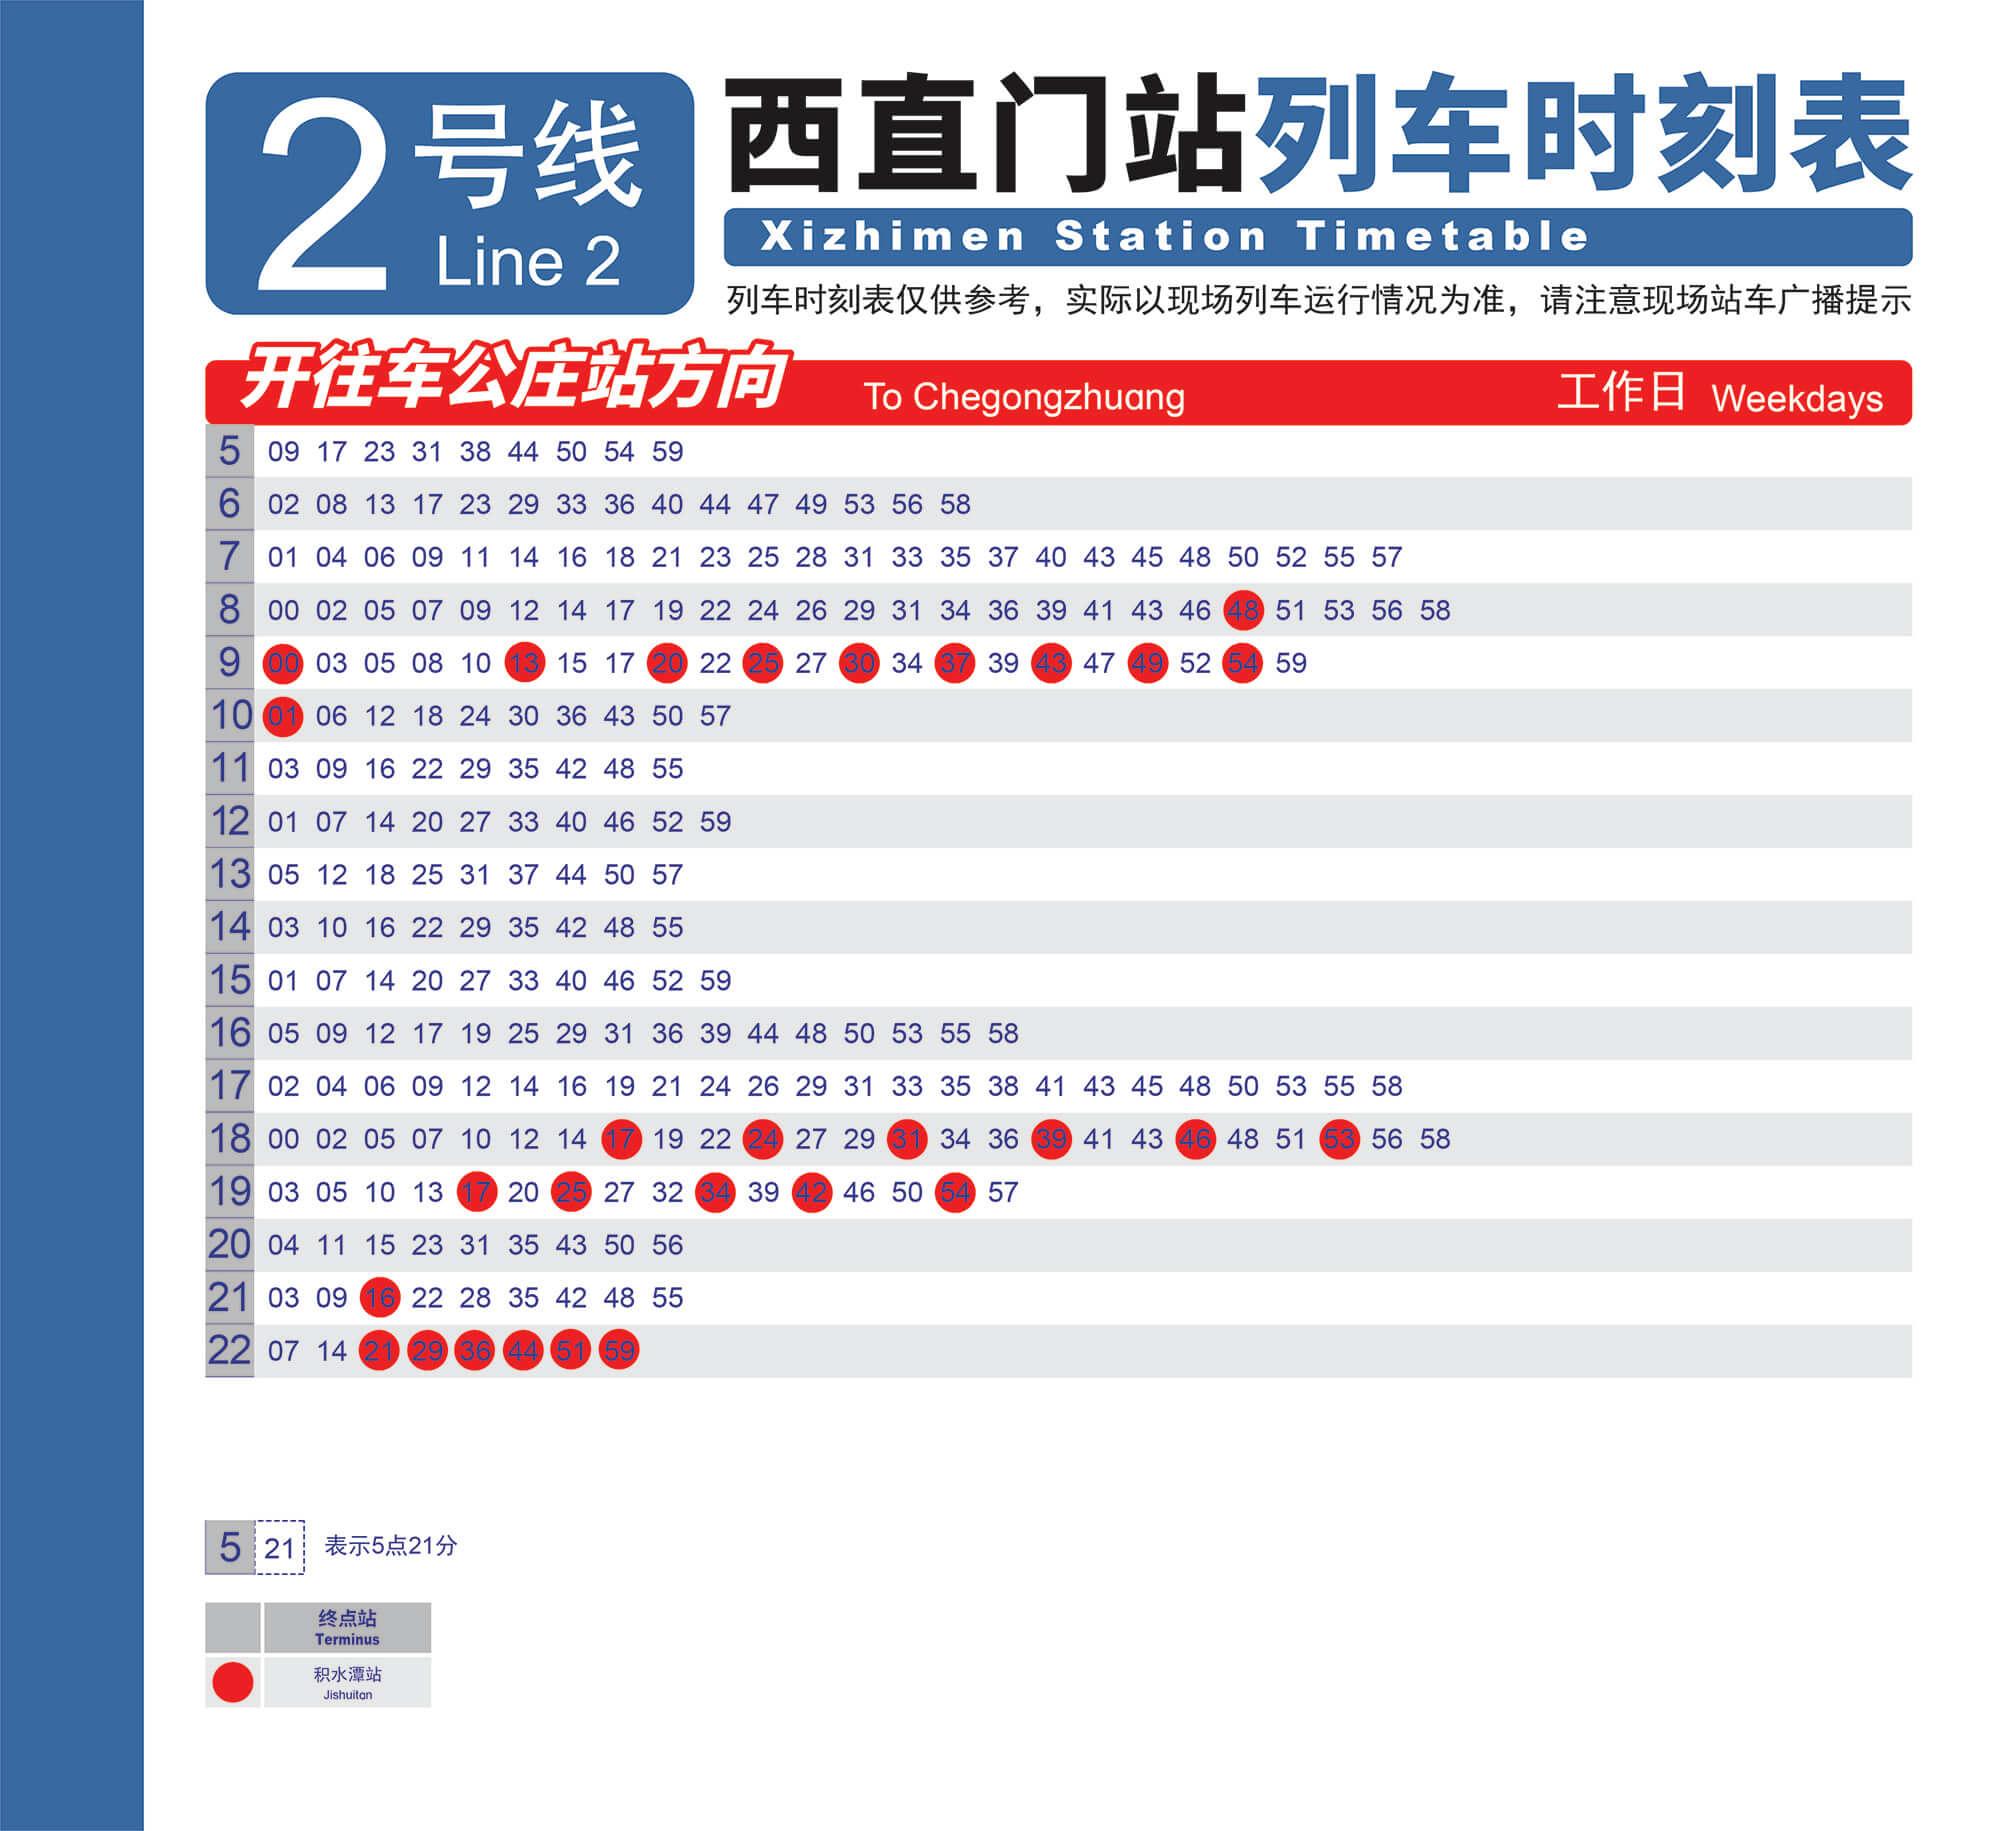 2号线
Line 2
西直门站列车时刻表
Xizhimen Station Timetable
列车时刻表仅供参考，实际以现场列车运行情况为准，请注意现场站车广播提示
开往车公庄站方向 To Chegongzhuang 工作日 Weekdays
5 09 17 23 31 38 44 50 54 59
6 02 08 13 17 23 29 33 36 40 44 47 49 53 56 58
7 01 04 06 09 11 14 16 18 21 23 25 28 31 33 35 37 40 43 45 48 50 52 55 57
8 00 02 05 07 09 12 14 17 19 22 24 26 29 31 34 36 39 41 43 46 48 51 53 56 58
9 00 03 05 08 10 13 15 17 20 22 25 27 30 34 37 39 43 47 49 52 54 59
10 01 06 12 18 24 30 36 43 50 57
11 03 09 16 22 29 35 42 48 55
12 01 07 14 20 27 33 40 46 52 59
13 05 12 18 25 31 37 44 50 57
14 03 10 16 22 29 35 42 48 55
15 01 07 14 20 27 33 40 46 52 59
16 05 09 12 17 19 25 29 31 36 39 44 48 50 53 55 58
17 02 04 06 09 12 14 16 19 21 24 26 29 31 33 35 38 41 43 45 48 50 53 55 58
18 00 02 05 07 10 12 14 17 19 22 24 27 29 31 34 36 39 41 43 46 48 51 53 56 58
19 03 05 10 13 17 20 25 27 32 34 39 42 46 50 54 57
20 04 11 15 23 31 35 43 50 56
21 03 09 16 22 28 35 42 48 55
22 07 14 21 29 36 44 51 59
5 21 表示5点21分
终点站
Terminus
积水潭站
Jishuitan